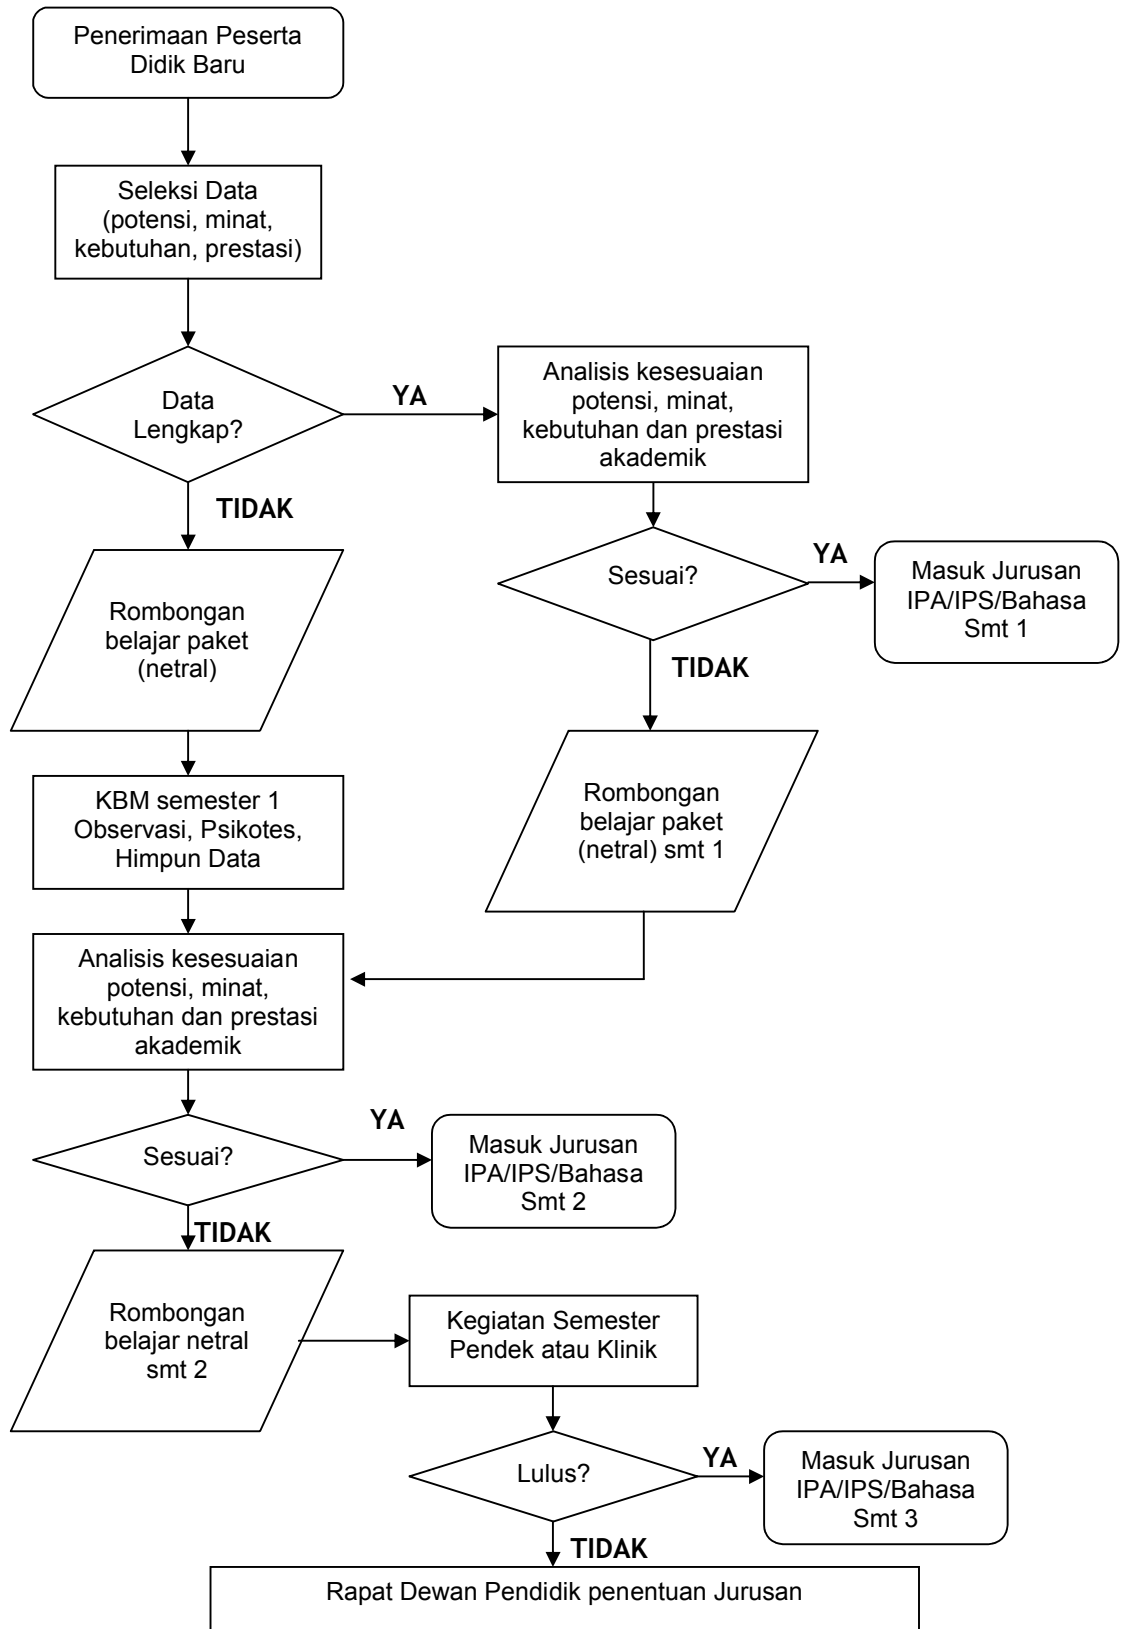 Penerimaan Peserta
Didik Baru
Seleksi Data
(potensi, minat,
kebutuhan, prestasi)
Data
Lengkap?
YA
Analisis kesesuaian
potensi, minat,
kebutuhan dan prestasi
akademik
TIDAK
Sesuai?
YA
Masuk Jurusan
IPA/IPS/Bahasa
Smt 1
Rombongan
belajar paket
(netral)
TIDAK
Rombongan
belajar paket
(netral) smt 1
KBM semester 1
Observasi, Psikotes,
Himpun Data
Analisis kesesuaian
potensi, minat,
kebutuhan dan prestasi
akademik
Sesuai?
YA
Masuk Jurusan
IPA/IPS/Bahasa
Smt 2
TIDAK
Rombongan
belajar netral
smt 2
Kegiatan Semester
Pendek atau Klinik
Lulus?
YA
Masuk Jurusan
IPA/IPS/Bahasa
Smt 3
TIDAK
Rapat Dewan Pendidik penentuan Jurusan